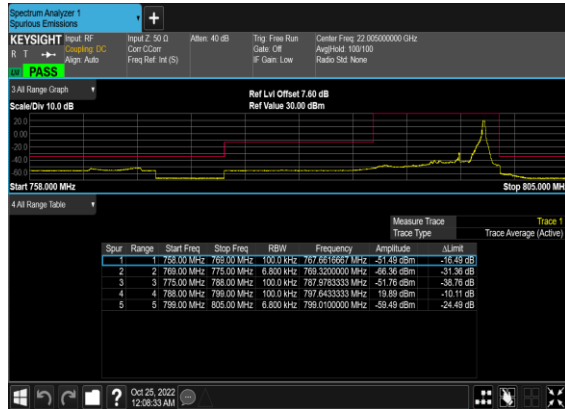 Spectrum Analyzer 1
Spurious Emissions
KEYSIGHT Input: RF Input Z: 50 Ω Atten: 40 dB Trig: Free Run Center Freq: 22.005000000 GHz
R T Coupling: DC Corr CCorr Gate: Off Avg|Hold: 100/100
Align: Auto Freq Ref: Int (S) IF Gain: Low Radio Std: None
PASS
3 All Range Graph
Ref Lvl Offset 7.60 dB
Scale/Div 10.0 dB Ref Value 30.00 dBm
20.0
0.00
-20.0
-40.0
-60.0
Start 758.000 MHz Stop 805.000 MH
4 All Range Table
Measure Trace Trace 1
Trace Type Trace Average (Active)
Spur Range Start Freq Stop Freq RBW Frequency Amplitude ΔLimit
1 1 758.00 MHz 769.00 MHz 100.0 kHz 767.6616667 MHz -51.49 dBm -16.49 dB
2 2 769.00 MHz 775.00 MHz 6.800 kHz 769.3200000 MHz -66.36 dBm -31.36 dB
3 3 775.00 MHz 788.00 MHz 100.0 kHz 787.9783333 MHz -51.76 dBm -38.76 dB
4 4 788.00 MHz 799.00 MHz 100.0 kHz 797.6433333 MHz 19.89 dBm -10.11 dB
5 5 799.00 MHz 805.00 MHz 6.800 kHz 799.0100000 MHz -59.49 dBm -24.49 dB
?
Oct 25, 2022
12:08:33 AM